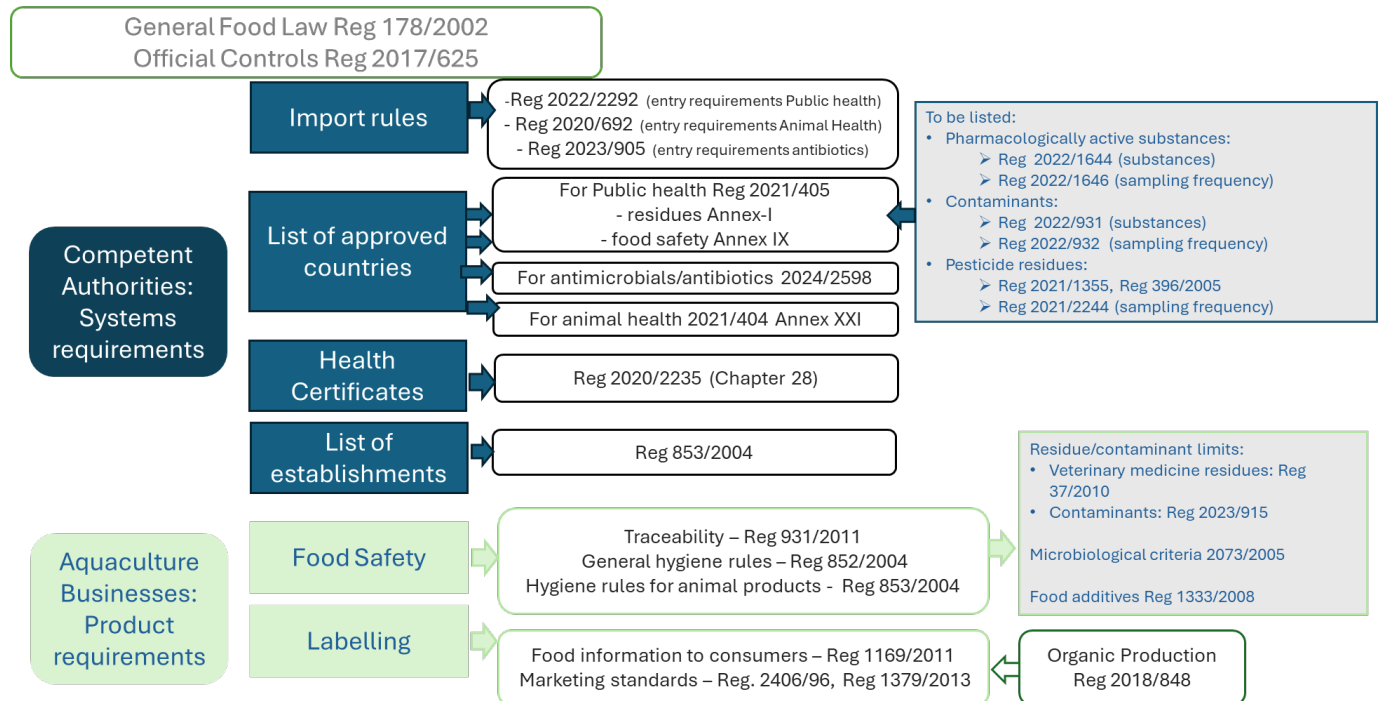 General Food Law Reg 178/2002
Official Controls Reg 2017/625
Import rules
-Reg 2022/2292 (entry requirements Public health)
- Reg 2020/692 (entry requirements Animal Health)
- Reg 2023/905 (entry requirements antibiotics)
To be listed:
• Pharmacologically active substances:
➢ Reg 2022/1644 (substances)
➢ Reg 2022/1646 (sampling frequency)
• Contaminants:
➢ Reg 2022/931 (substances)
➢ Reg 2022/932 (sampling frequency)
• Pesticide residues:
➢ Reg 2021/1355, Reg 396/2005
➢ Reg 2021/2244 (sampling frequency)
Competent
Authorities:
Systems
requirements
List of approved
countries
For Public health Reg 2021/405
- residues Annex-I
- food safety Annex IX
For antimicrobials/antibiotics 2024/2598
For animal health 2021/404 Annex XXI
Health
Certificates
Reg 2020/2235 (Chapter 28)
List of
establishments
Reg 853/2004
Aquaculture
Businesses:
Product
requirements
Food Safety
Traceability – Reg 931/2011
General hygiene rules – Reg 852/2004
Hygiene rules for animal products - Reg 853/2004
Residue/contaminant limits:
• Veterinary medicine residues: Reg
37/2010
• Contaminants: Reg 2023/915
Microbiological criteria 2073/2005
Food additives Reg 1333/2008
Labelling
Food information to consumers – Reg 1169/2011
Marketing standards – Reg. 2406/96, Reg 1379/2013
Organic Production
Reg 2018/848